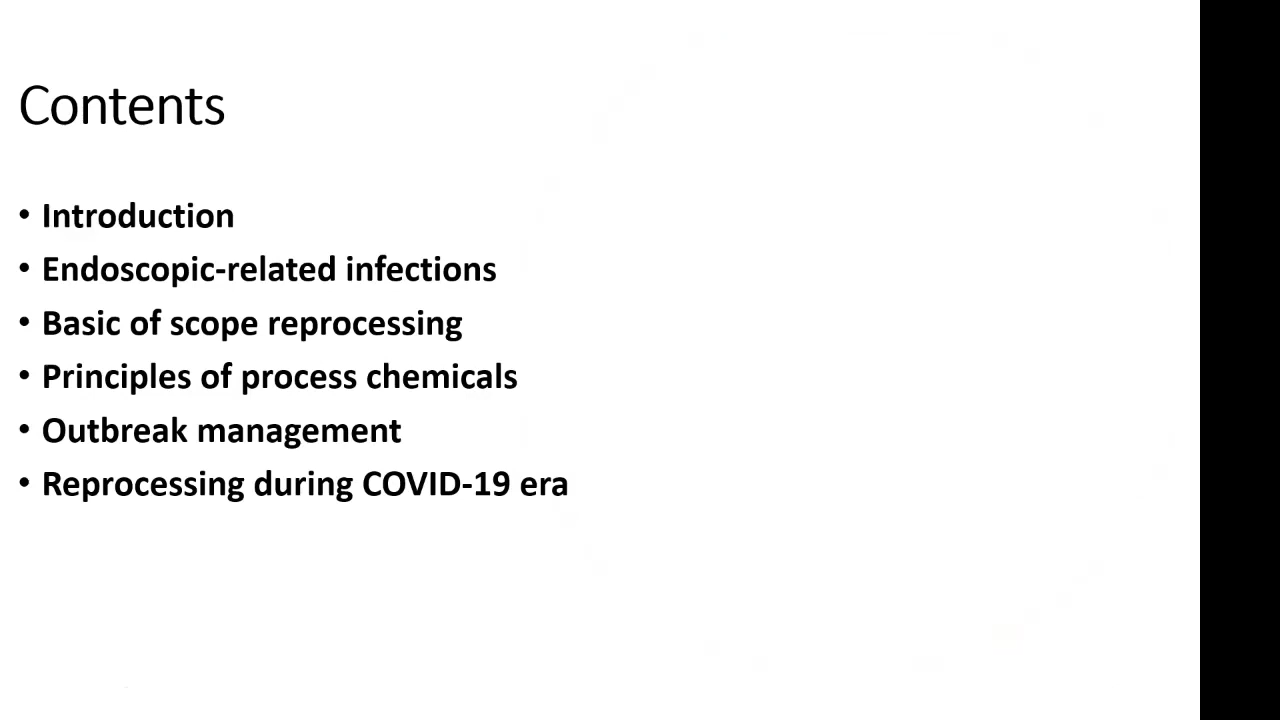 Contents
• Introduction
• Endoscopic-related infections
• Basic of scope reprocessing
• Principles of process chemicals
• Outbreak management
• Reprocessing during COVID-19 era